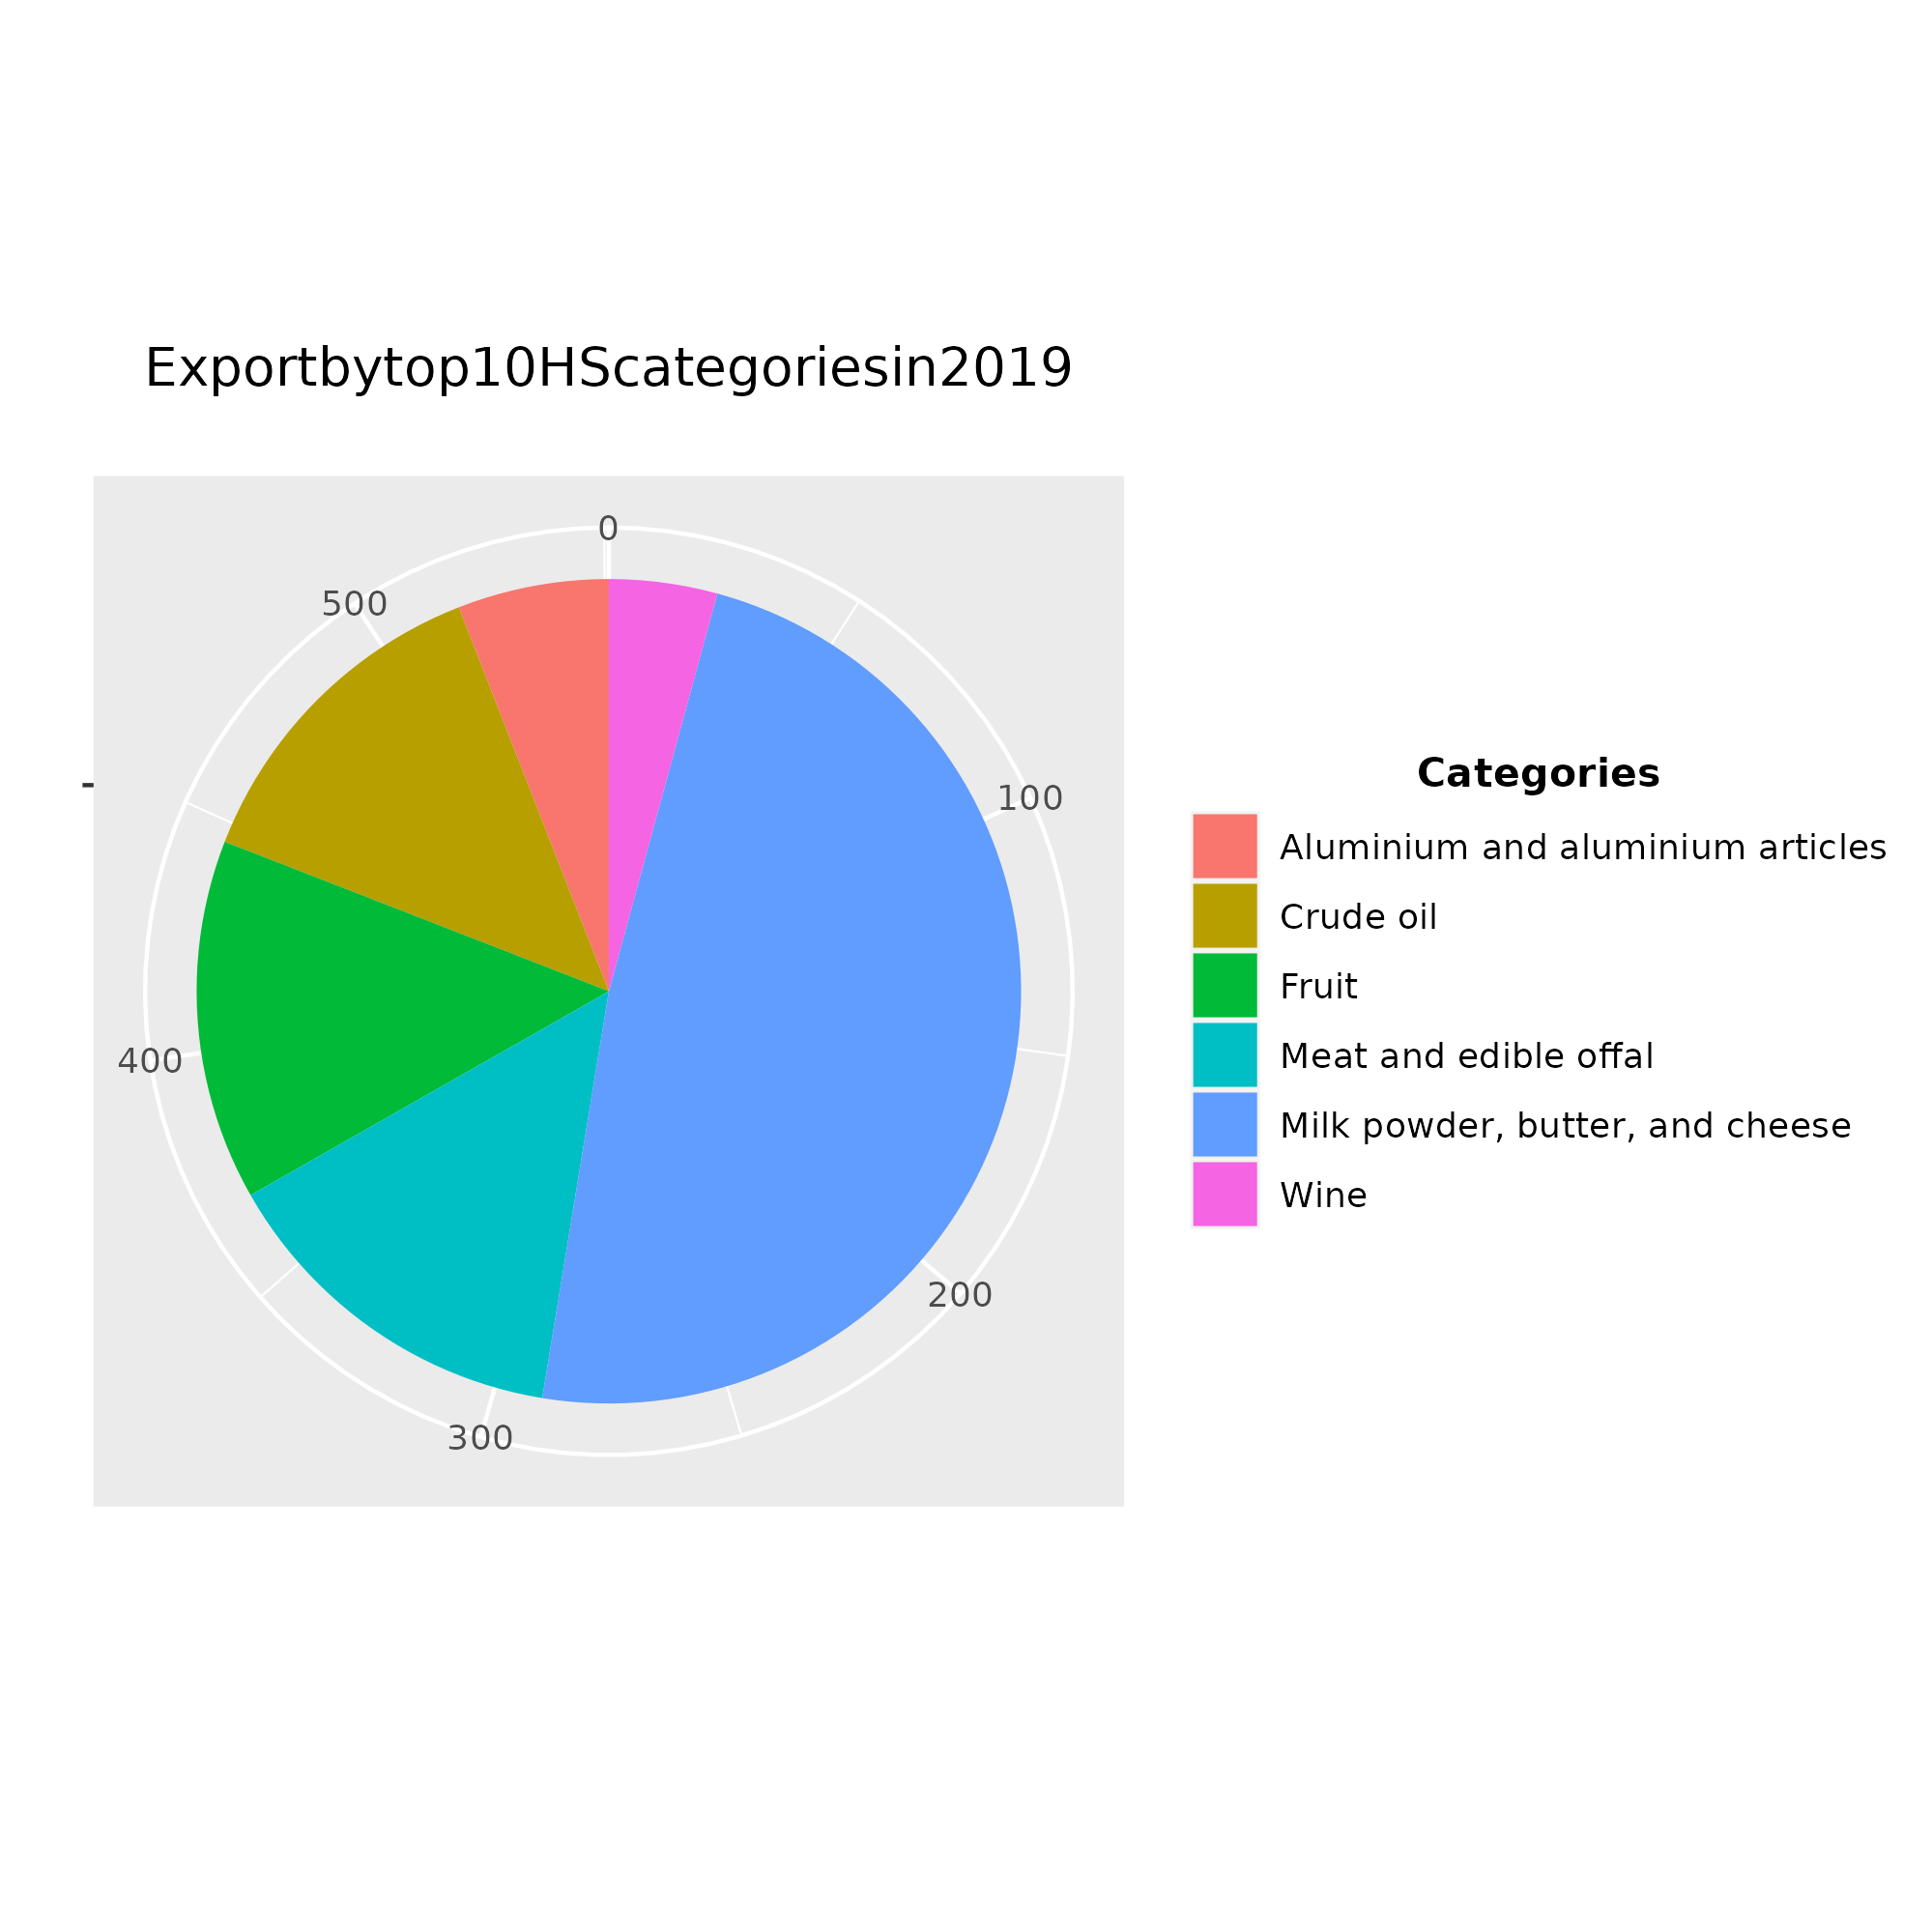 Exportbytop10HScategoriesin2019
0
500
100
400
200
300
Categories
Aluminium and aluminium articles
Crude oil
Fruit
Meat and edible offal
Milk powder, butter, and cheese
Wine